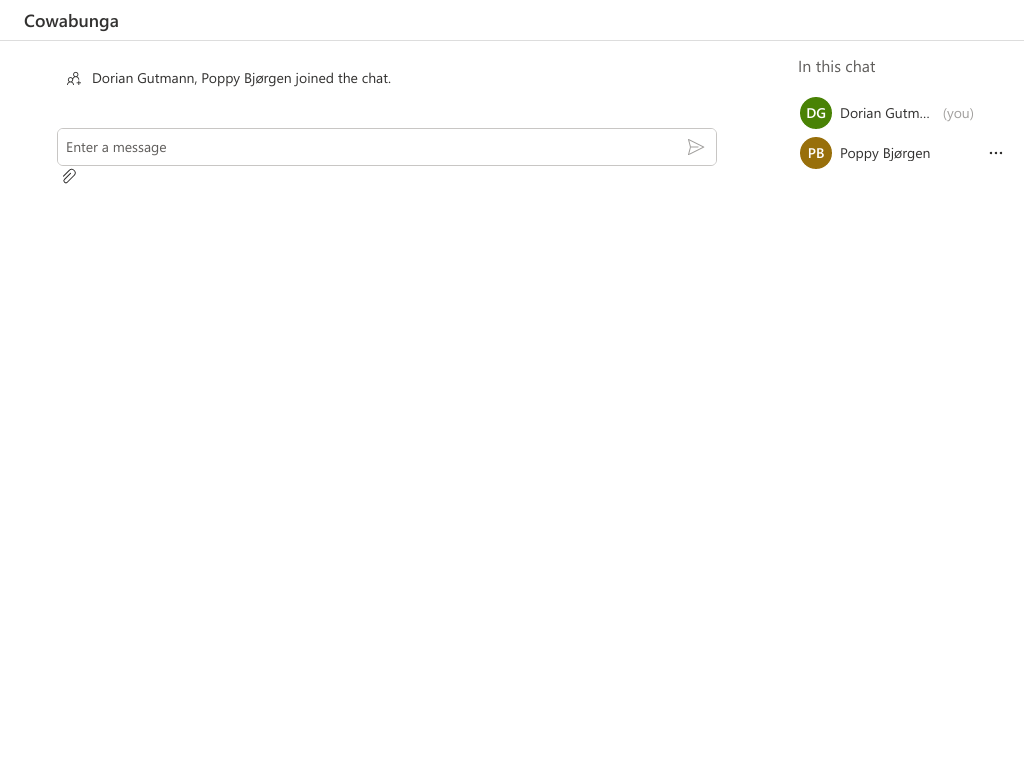 Cowabunga
Dorian Gutmann, Poppy Bjørgen joined the chat.
Enter a message
In this chat
DG Dorian Gutm... (you)
PB Poppy Bjørgen